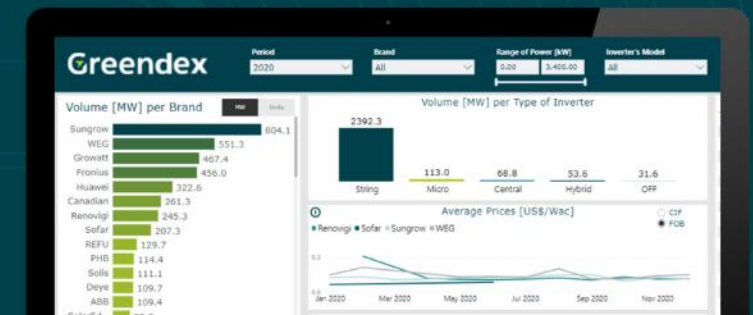 Greendex
Period
2020
Brand
All
Range of Power [kW]
0.00
3,400.00
Inverter's Model
All
Volume [MW] per Brand
MW
Units
Sungrow 804.1
WEG 551.3
Growatt 467.4
Fronius 456.0
Huawei 322.6
Canadian 261.3
Renovigi 245.3
Sofar 207.3
REFU 129.7
PHB 114.4
Solis 111.1
Deye 109.7
ABB 109.4
Volume [MW] per Type of Inverter
2392.3 113.0 68.8 53.6 31.6
String Micro Central Hybrid OFF
Average Prices [US$/Wac]
CIF
FOB
Renovigi Sofar Sungrow WEG
Jan 2020 Mar 2020 May 2020 Jul 2020 Sep 2020 Nov 2020